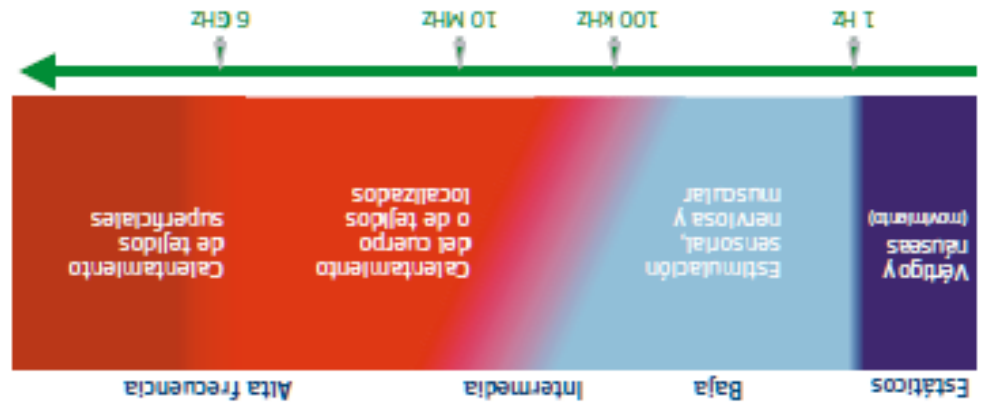 Estáticos
Baja
Intermedia
Alta frecuencia
Vértigo y
náuseas
(movimiento)
Estimulación
sensorial,
nerviosa y
muscular
Calentamiento
del cuerpo
o de tejidos
localizados
Calentamiento
de tejidos
superficiales
1 Hz
100 kHz
10 MHz
6 GHz